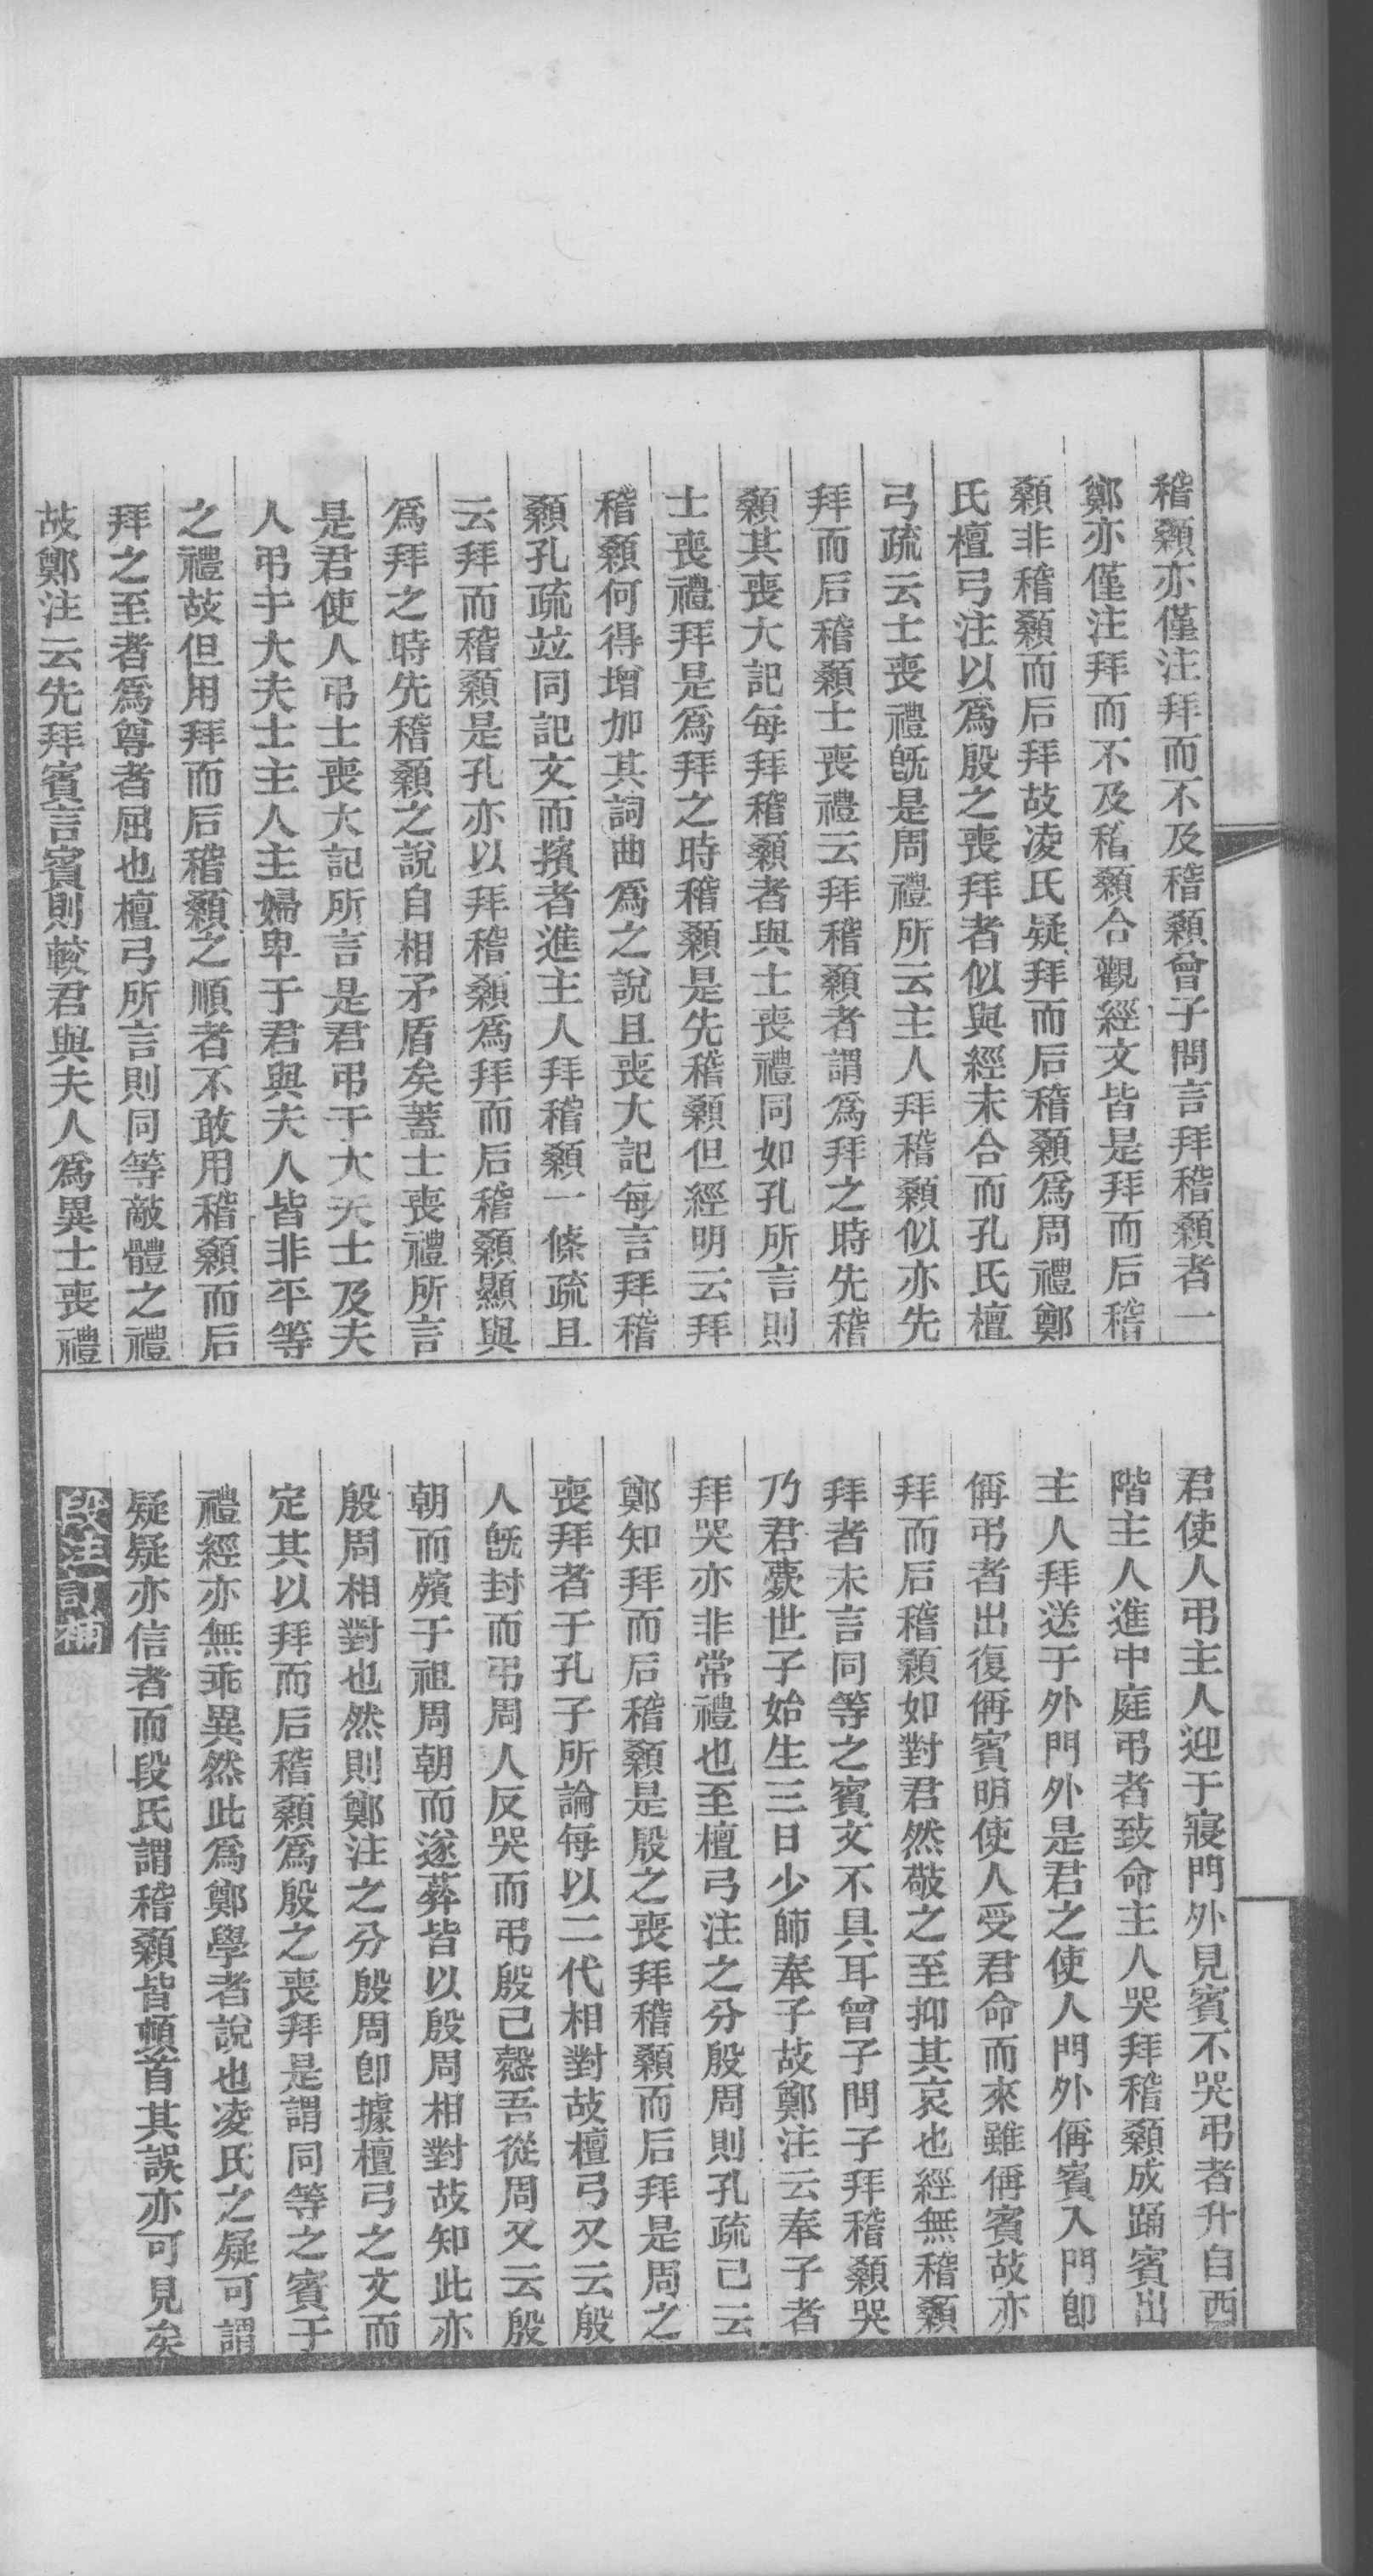 稽顙亦僅注拜而不及稽顙曾子問言拜稽顙者一
鄭亦僅注拜而不及稽顙合觀經文皆是拜而后稽
顙非稽顙而后拜故凌氏疑拜而后稽顙爲周禮鄭
氏檀弓注以爲殷之喪拜者似與經未合而孔氏檀
弓疏云士喪禮旣是周禮所云主人拜稽顙似亦先
拜而后稽顙士喪禮云拜稽顙者謂爲拜之時先稽
顙其喪大記每拜稽顙者與士喪禮同如孔所言則
士喪禮拜是爲拜之時稽顙是先稽顙但經明云拜
稽顙何得增加其詞曲爲之說且喪大記每言拜稽
顙孔疏竝同記文而擯者進主人拜稽顙一條疏且
云拜而稽顙是孔亦以拜稽顙爲拜而后稽顙顯與
爲拜之時先稽顙之說自相矛盾矣蓋士喪禮所言
是君使人弔士喪大記所言是君弔于大夫士及夫
人弔于大夫士主人主婦卑于君與夫人皆非平等
之禮故但用拜而后稽顙之順者不敢用稽顙而后
拜之至者爲尊者屈也檀弓所言則同等敵體之禮
故鄭注云先拜賓言賓則較君與夫人爲異士喪禮
君使人弔主人迎于寢門外見賓不哭弔者升自西
階主人進中庭弔者致命主人哭拜稽顙成踊賓出
主人拜送于外門外是君之使人門外偁賓入門卽
偁弔者出復偁賓明使人受君命而來雖偁賓故亦
拜而后稽顙如對君然敬之至抑其哀也經無稽顙
拜者未言同等之賓文不具耳曾子問子拜稽顙哭
乃君薨世子始生三日少師奉子故鄭注云奉子者
拜哭亦非常禮也至檀弓注之分殷周則孔疏已云
鄭知拜而后稽顙是殷之喪拜稽顙而后拜是周之
喪拜者于孔子所論每以二代相對故檀弓又云殷
人旣封而弔周人反哭而弔殷已慤吾從周又云殷
朝而殯于祖周朝而遂葬皆以殷周相對故知此亦
殷周相對也然則鄭注之分殷周卽據檀弓之文而
定其以拜而后稽顙爲殷之喪拜是謂同等之賓于
禮經亦無乖異然此爲鄭學者說也凌氏之疑可謂
疑疑亦信者而段氏謂稽顙皆頓首其誤亦可見矣
段注訂補